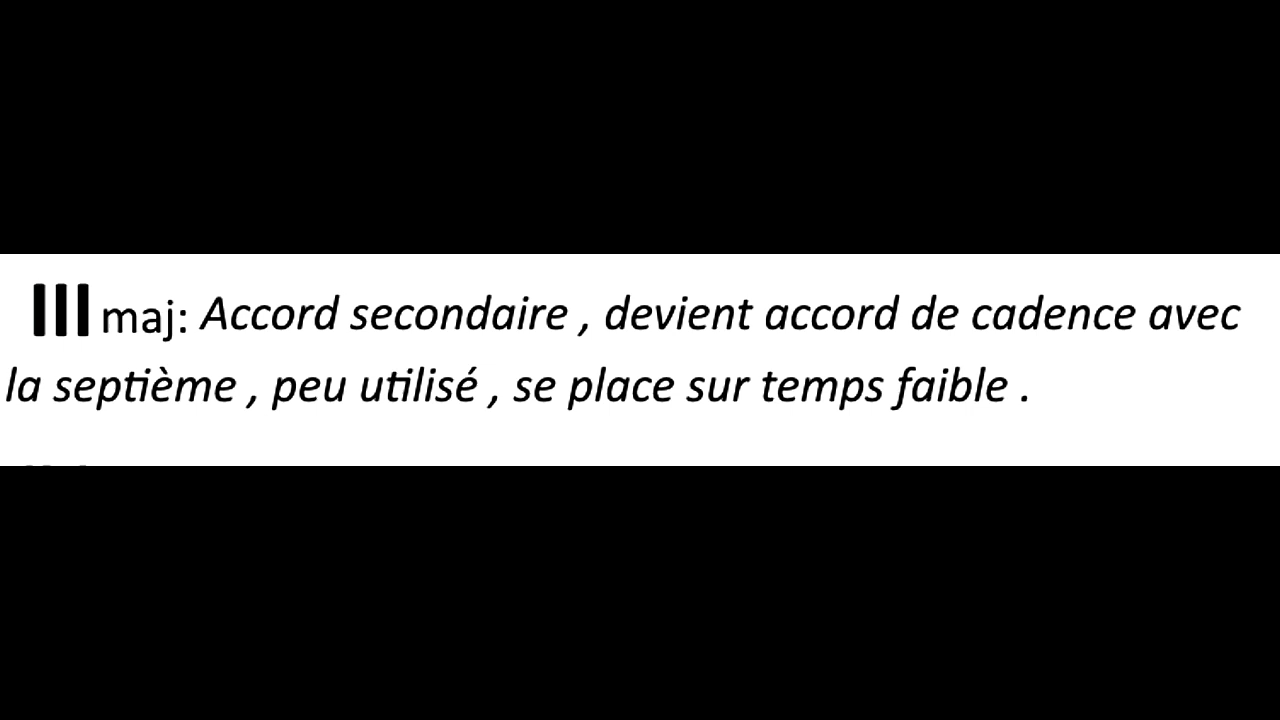 III maj: Accord secondaire , devient accord de cadence avec
la septième , peu utilisé , se place sur temps faible .